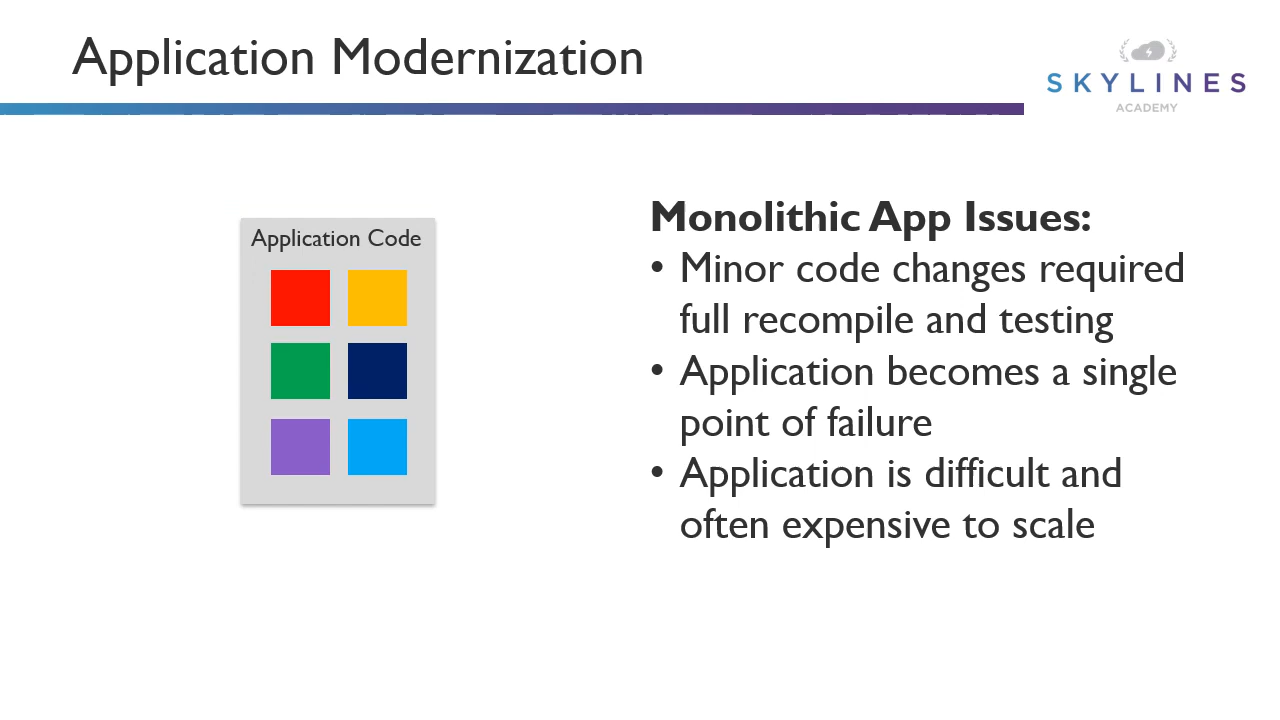 Application Modernization
SKYLINES
ACADEMY
Application Code
Monolithic App Issues:
• Minor code changes required
full recompile and testing
• Application becomes a single
point of failure
• Application is difficult and
often expensive to scale